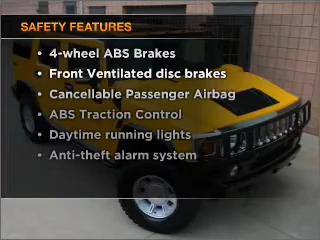 SAFETY FEATURES
• 4-wheel ABS Brakes
• Front Ventilated disc brakes
• Cancellable Passenger Airbag
• ABS Traction Control
• Daytime running lights
• Anti-theft alarm system